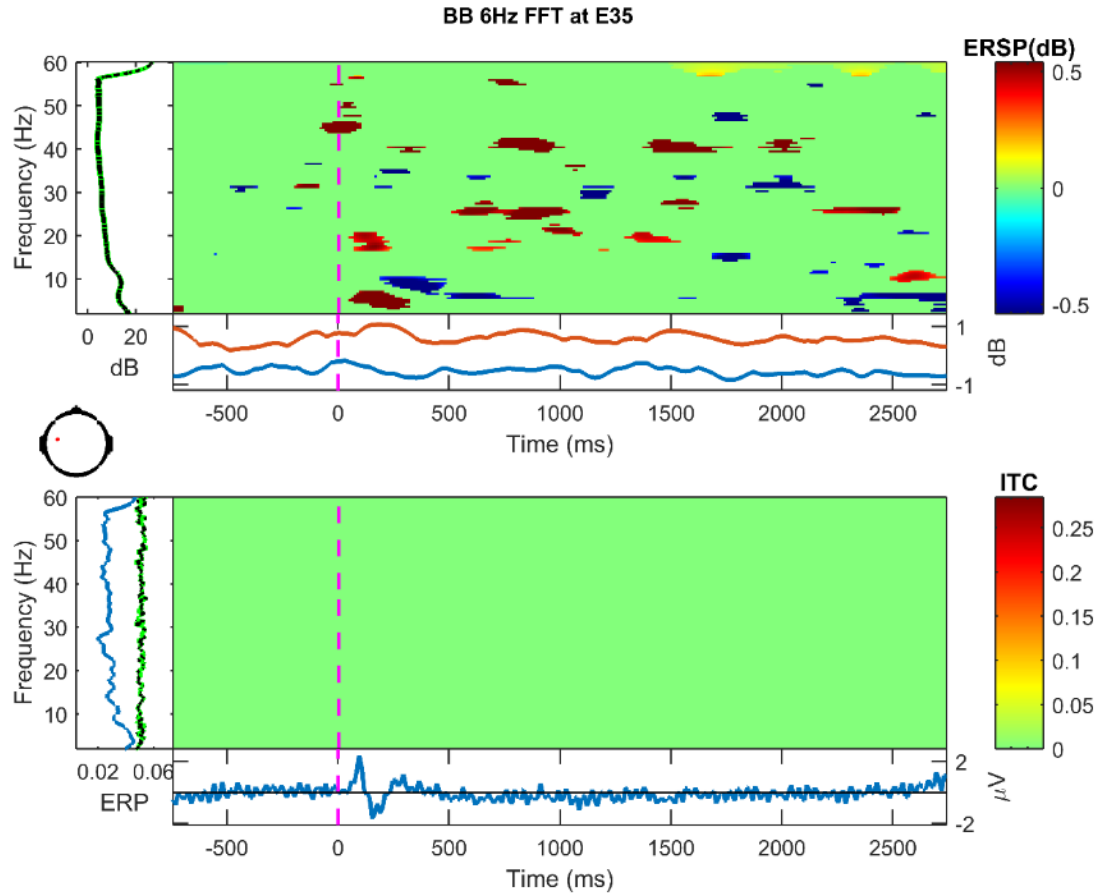 BB 6Hz FFT at E35
ERSP(dB)
60
50
40
30
20
10
Frequency (Hz)
0.5
0
-0.5
0 20
dB
1
-1
dB
-500 0 500 1000 1500 2000 2500
Time (ms)
ITC
60
50
40
30
20
10
Frequency (Hz)
0.25
0.2
0.15
0.1
0.05
0
0.02 0.06
ERP
2
-2
μV
-500 0 500 1000 1500 2000 2500
Time (ms)